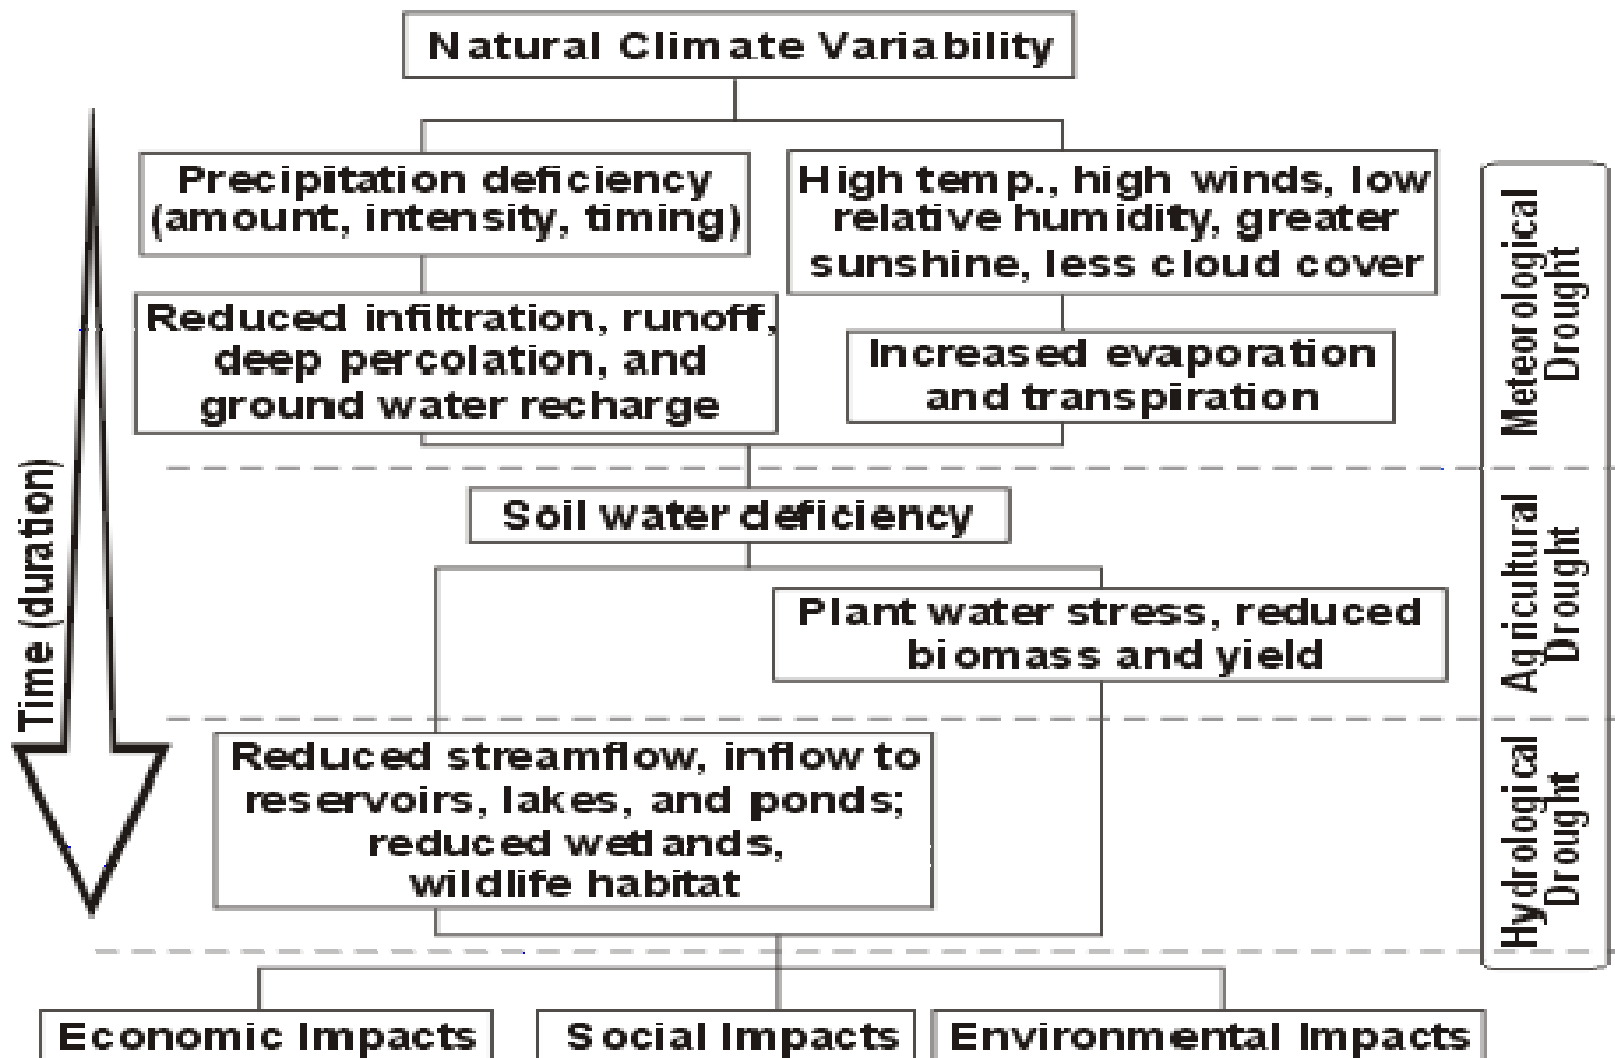 Natural Climate Variability
Precipitation deficiency
(amount, intensity, timing)
High temp., high winds, low
relative humidity, greater
sunshine, less cloud cover
Reduced infiltration, runoff,
deep percolation, and
ground water recharge
Increased evaporation
and transpiration
Meteorological
Drought
Time (duration)
Soil water deficiency
Plant water stress, reduced
biomass and yield
Agricultural
Drought
Reduced streamflow, inflow to
reservoirs, lakes, and ponds;
reduced wetlands,
wildlife habitat
Hydrological
Drought
Economic Impacts
Social Impacts
Environmental Impacts